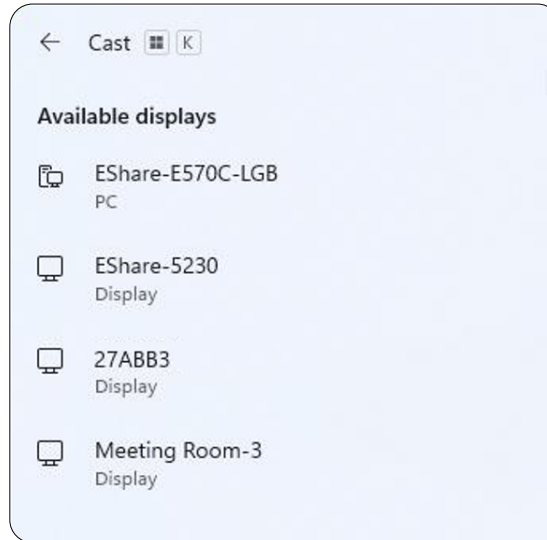 Cast K
Available displays
EShare-E570C-LGB
PC
EShare-5230
Display
27ABB3
Display
Meeting Room-3
Display